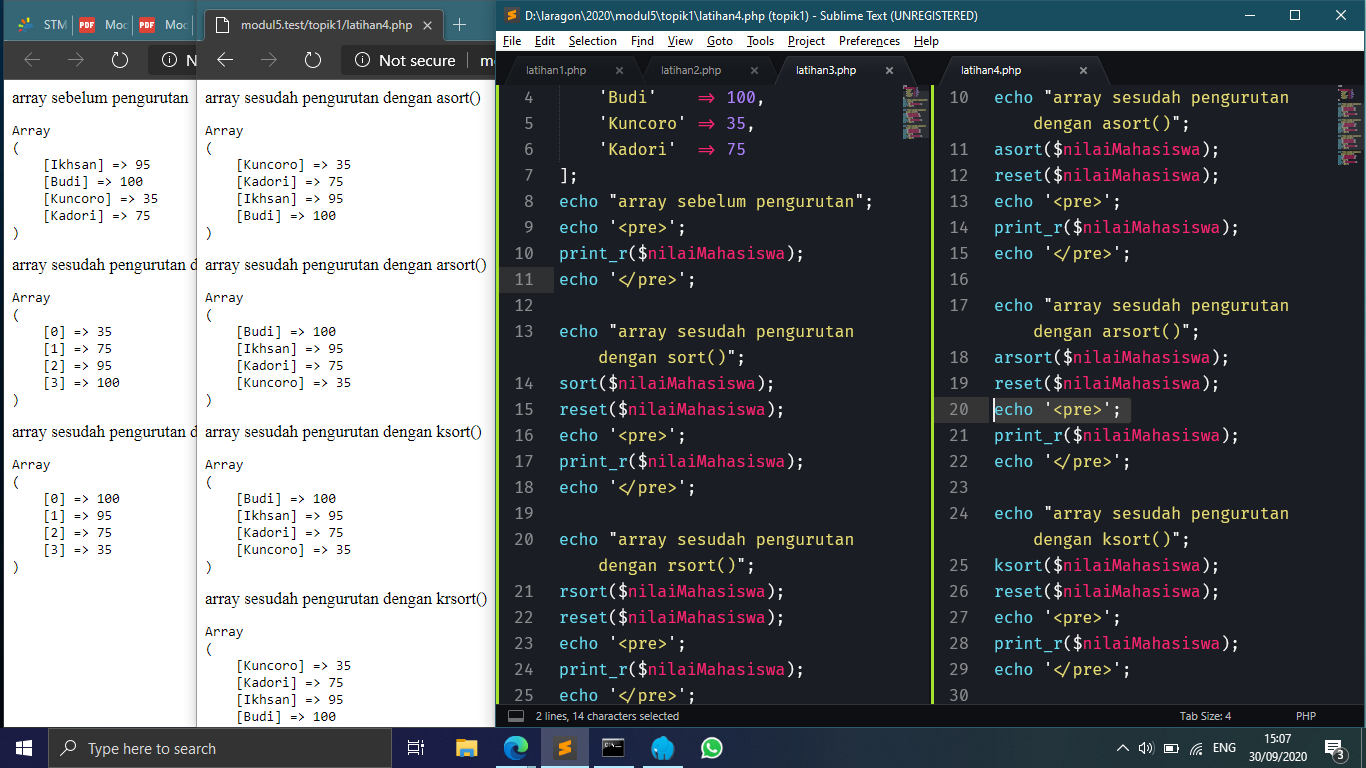 STM
Moc
Moc
Not secure
N
array sebelum pengurutan
Array
(
[Ikhsan] => 95
[Budi] => 100
[Kuncoro] => 35
[Kadori] => 75
)
array sesudah pengurutan d
Array
(
[0] => 35
[1] => 75
[2] => 95
[3] => 100
)
array sesudah pengurutan d
Array
(
[0] => 100
[1] => 95
[2] => 75
[3] => 35
)
modul5.test/topik1/latihan4.php
Not secure
array sesudah pengurutan dengan asort()
Array
(
[Kuncoro] => 35
[Kadori] => 75
[Ikhsan] => 95
[Budi] => 100
)
array sesudah pengurutan dengan arsort()
Array
(
[Budi] => 100
[Ikhsan] => 95
[Kadori] => 75
[Kuncoro] => 35
)
array sesudah pengurutan dengan ksort()
Array
(
[Budi] => 100
[Ikhsan] => 95
[Kadori] => 75
[Kuncoro] => 35
)
array sesudah pengurutan dengan krsort()
Array
(
[Kuncoro] => 35
[Kadori] => 75
[Ikhsan] => 95
[Budi] => 100
D:\laragon\2020\modul5\topik1\latihan4.php (topik1) - Sublime Text (UNREGISTERED)
File Edit Selection Find View Goto Tools Project Preferences Help
latihan1.php latihan2.php latihan3.php
4 'Budi' => 100,
5 'Kuncoro' => 35,
6 'Kadori' => 75
7 ];
8 echo "array sebelum pengurutan";
9 echo '<pre>';
10 print_r($nilaiMahasiswa);
11 echo '</pre>';
12
13 echo "array sesudah pengurutan
dengan sort()";
14 sort($nilaiMahasiswa);
15 reset($nilaiMahasiswa);
16 echo '<pre>';
17 print_r($nilaiMahasiswa);
18 echo '</pre>';
19
20 echo "array sesudah pengurutan
dengan rsort()";
21 rsort($nilaiMahasiswa);
22 reset($nilaiMahasiswa);
23 echo '<pre>';
24 print_r($nilaiMahasiswa);
25 echo '</pre>';
latihan4.php
10 echo "array sesudah pengurutan
dengan asort()";
11 asort($nilaiMahasiswa);
12 reset($nilaiMahasiswa);
13 echo '<pre>';
14 print_r($nilaiMahasiswa);
15 echo '</pre>';
16
17 echo "array sesudah pengurutan
dengan arsort()";
18 arsort($nilaiMahasiswa);
19 reset($nilaiMahasiswa);
20 echo '<pre>';
21 print_r($nilaiMahasiswa);
22 echo '</pre>';
23
24 echo "array sesudah pengurutan
dengan ksort()";
25 ksort($nilaiMahasiswa);
26 reset($nilaiMahasiswa);
27 echo '<pre>';
28 print_r($nilaiMahasiswa);
29 echo '</pre>';
30
2 lines, 14 characters selected
Tab Size: 4
PHP
Type here to search
ENG
15:07
30/09/2020
3